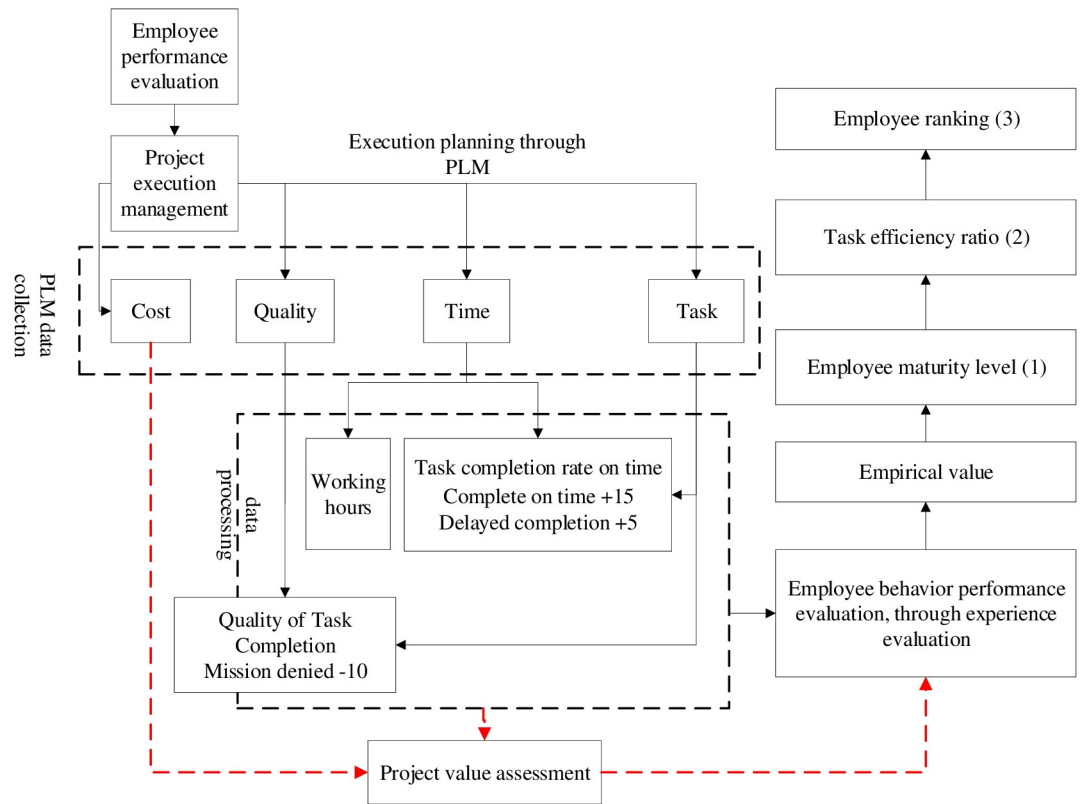 Employee
performance
evaluation
Project
execution
management
Execution planning through
PLM
PLM data
collection
Cost
Quality
Time
Task
data
processing
Working
hours
Task completion rate on time
Complete on time +15
Delayed completion +5
Quality of Task
Completion
Mission denied -10
Project value assessment
Employee ranking (3)
Task efficiency ratio (2)
Employee maturity level (1)
Empirical value
Employee behavior performance
evaluation, through experience
evaluation